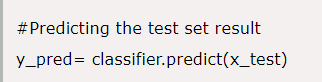 #Predicting the test set result
y_pred= classifier.predict(x_test)